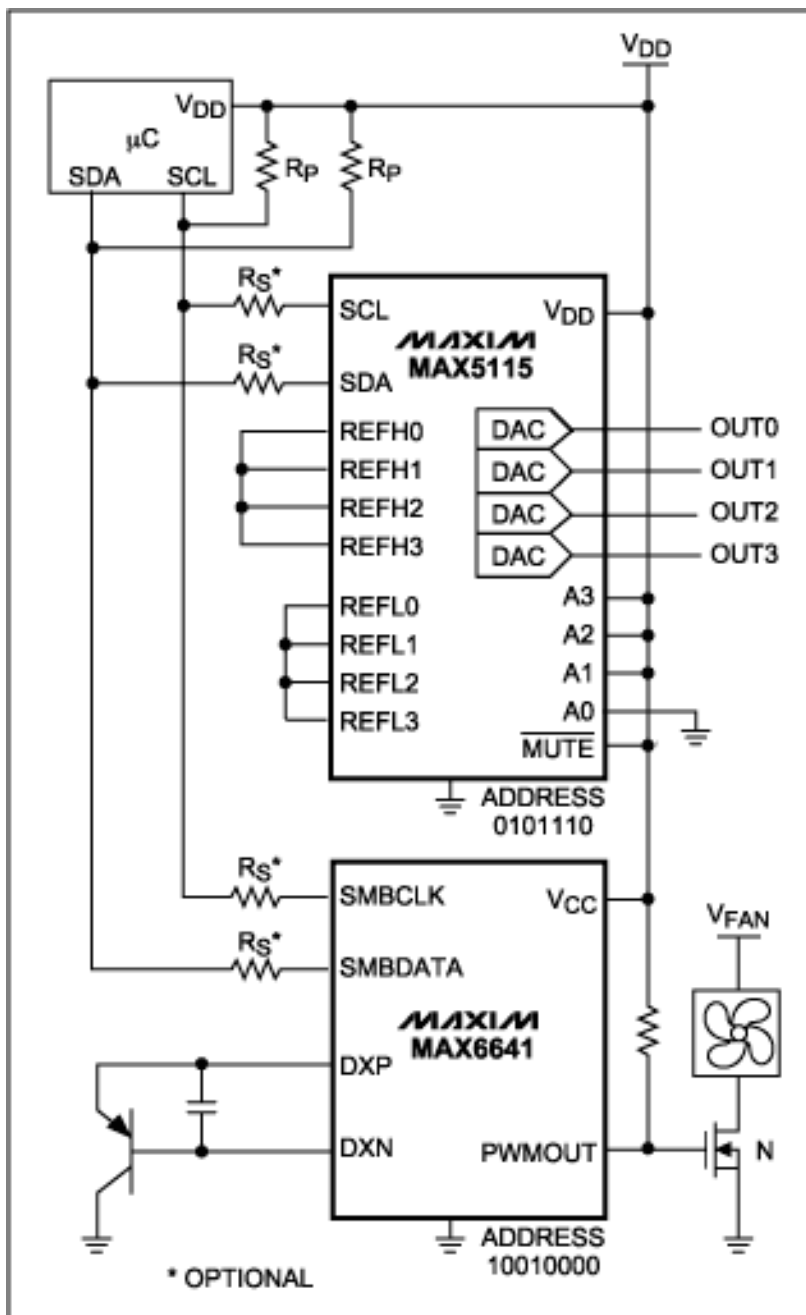 VDD
VDD
μC
SDA SCL
RP RP
RS*
SCL VDD
MAXIM
MAX5115
RS*
SDA
REFH0 DAC OUT0
REFH1 DAC OUT1
REFH2 DAC OUT2
REFH3 DAC OUT3
A3
REFL0
A2
REFL1
A1
REFL2
A0
REFL3
MUTE
ADDRESS
0101110
RS*
SMBCLK VCC
VFAN
RS*
SMBDATA
MAXIM
MAX6641
DXP
DXN PWMOUT N
ADDRESS
10010000
* OPTIONAL